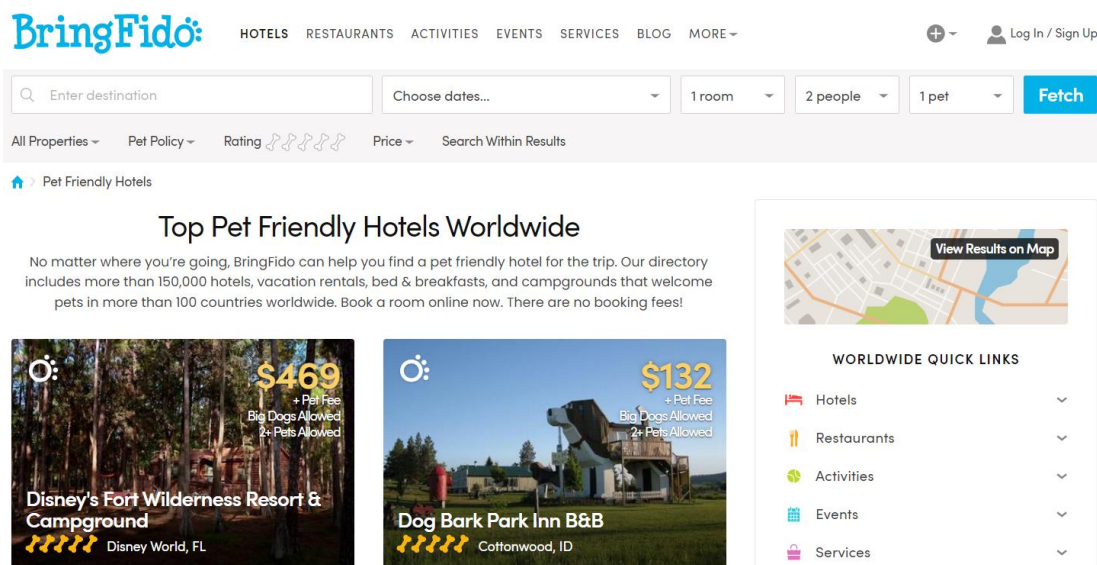 BringFido
HOTELS RESTAURANTS ACTIVITIES EVENTS SERVICES BLOG MORE
Log In / Sign Up
Enter destination
Choose dates...
1 room
2 people
1 pet
Fetch
All Properties
Pet Policy
Rating
Price
Search Within Results
Pet Friendly Hotels
Top Pet Friendly Hotels Worldwide
No matter where you're going, BringFido can help you find a pet friendly hotel for the trip. Our directory
includes more than 150,000 hotels, vacation rentals, bed & breakfasts, and campgrounds that welcome
pets in more than 100 countries worldwide. Book a room online now. There are no booking fees!
$469
+ Pet Fee
Big Dogs Allowed
2+ Pets Allowed
Disney's Fort Wilderness Resort &
Campground
Disney World, FL
$132
+ Pet Fee
Big Dogs Allowed
2+ Pets Allowed
Dog Bark Park Inn B&B
Cottonwood, ID
View Results on Map
WORLDWIDE QUICK LINKS
Hotels
Restaurants
Activities
Events
Services